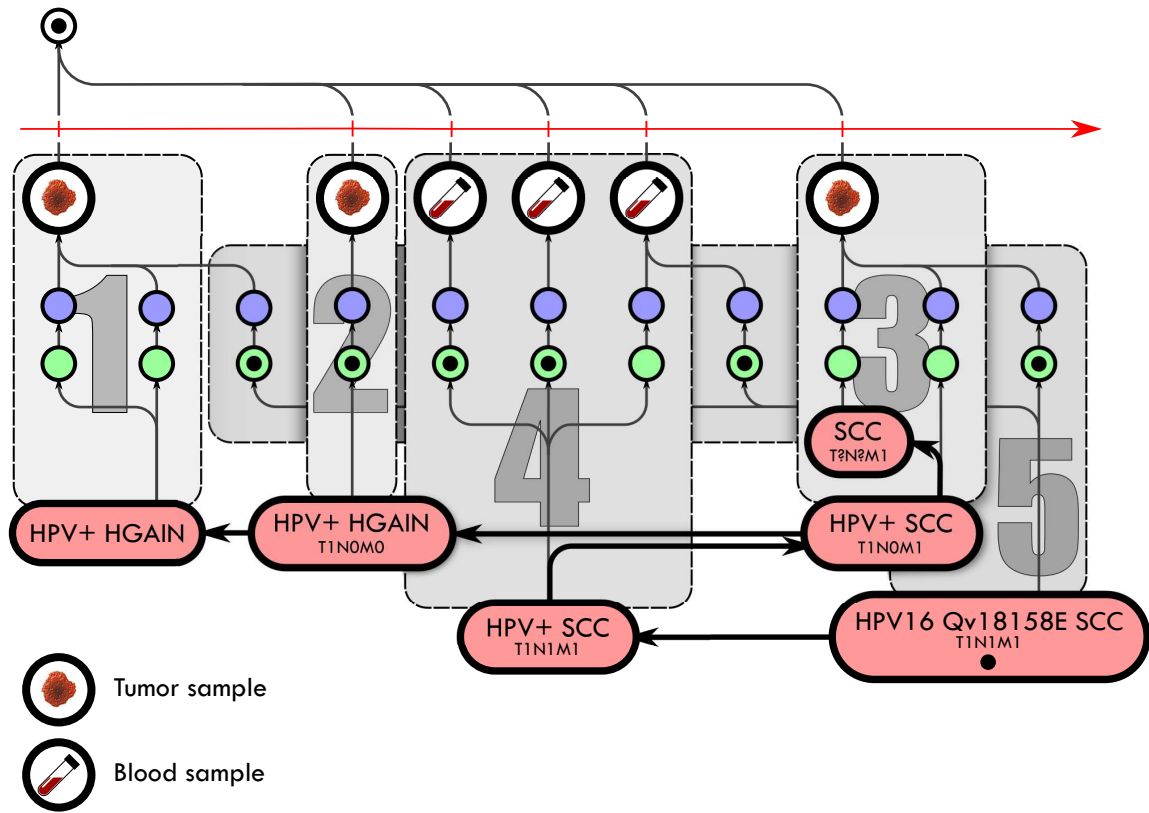 1
2
3
4
5
SCC
T?N?M1
HPV+ HGAIN
HPV+ HGAIN
T1N0M0
HPV+ SCC
T1N0M1
HPV+ SCC
T1N1M1
HPV16 Qv18158E SCC
T1N1M1
Tumor sample
Blood sample